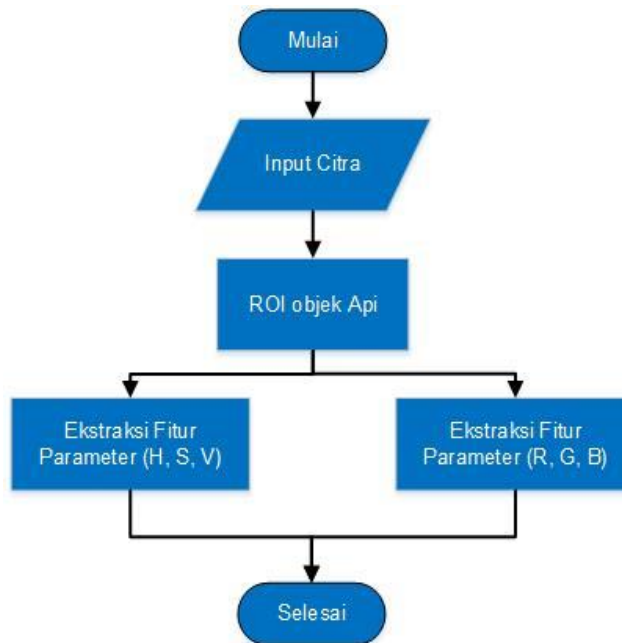 Mulai
Input Citra
ROI objek Api
Ekstraksi Fitur
Parameter (H, S, V)
Ekstraksi Fitur
Parameter (R, G, B)
Selesai